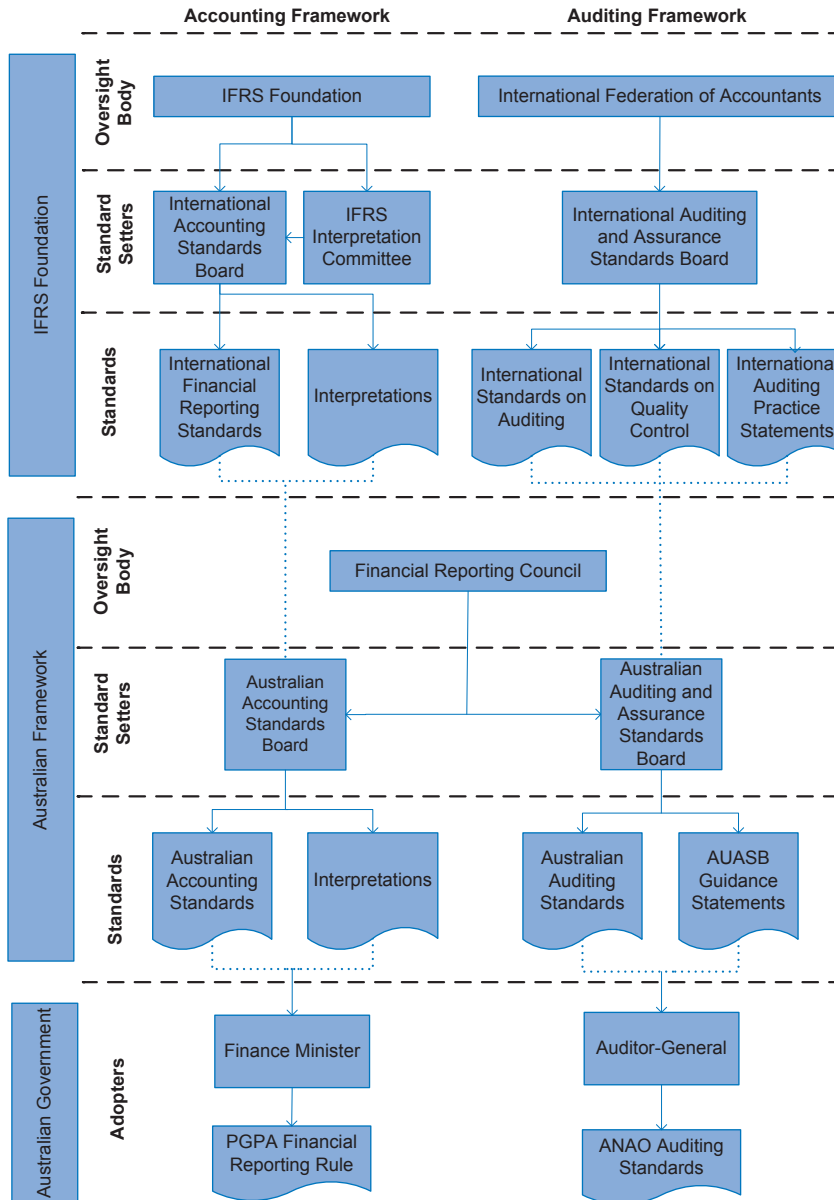 Accounting Framework
Auditing Framework
IFRS Foundation
Oversight
Body
IFRS Foundation
International Federation of Accountants
Standard
Setters
International
Accounting
Standards
Board
IFRS
Interpretation
Committee
International Auditing
and Assurance
Standards Board
Standards
International
Financial
Reporting
Standards
Interpretations
International
Standards on
Auditing
International
Standards on
Quality
Control
International
Auditing
Practice
Statements
Australian Framework
Oversight
Body
Financial Reporting Council
Standard
Setters
Australian
Accounting
Standards
Board
Australian
Auditing and
Assurance
Standards
Board
Standards
Australian
Accounting
Standards
Interpretations
Australian
Auditing
Standards
AUASB
Guidance
Statements
Australian Government
Adopters
Finance Minister
Auditor-General
PGPA Financial
Reporting Rule
ANAO Auditing
Standards